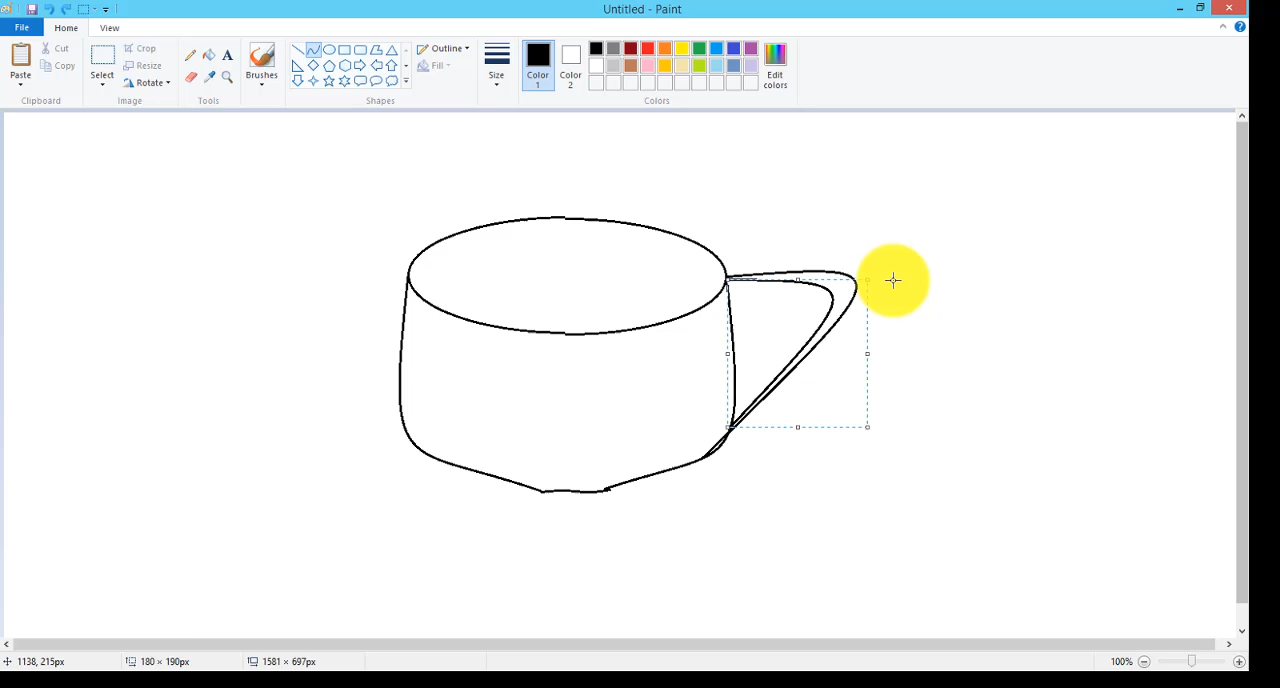 Untitled - Paint
File Home View
Paste
Cut
Copy
Clipboard
Select
Crop
Resize
Rotate
Image
Tools
Brushes
Shapes
Outline
Fill
Size
Color 1
Color 2
Edit colors
Colors
1138, 215px 180 × 190px 1581 × 697px 100%